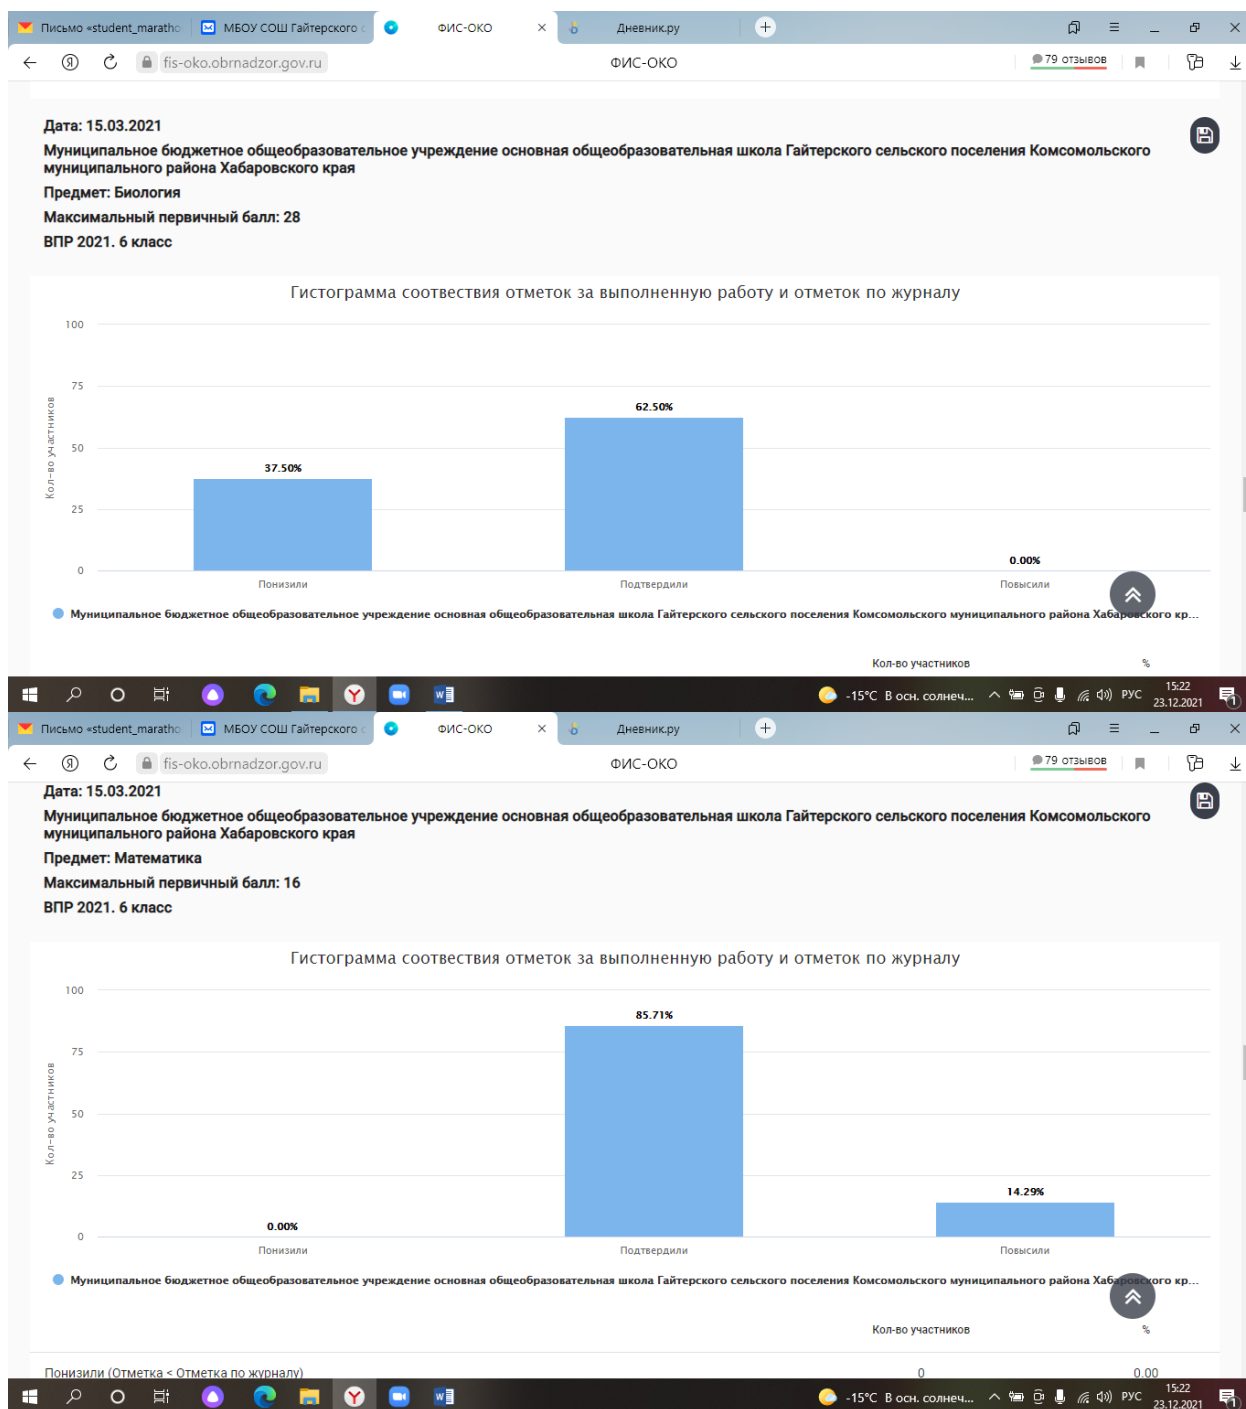 Письмо «student_maratho
МБОУ СОШ Гайтерского с
ФИС-ОКО
Дневник.ру
fis-oko.obrnadzor.gov.ru
ФИС-ОКО
79 отзывов
Дата: 15.03.2021
Муниципальное бюджетное общеобразовательное учреждение основная общеобразовательная школа Гайтерского сельского поселения Комсомольского
муниципального района Хабаровского края
Предмет: Биология
Максимальный первичный балл: 28
ВПР 2021. 6 класс
Гистограмма соотвествия отметок за выполненную работу и отметок по журналу
Кол-во участников
100
75
50
25
0
37.50%
62.50%
0.00%
Понизили
Подтвердили
Повысили
Муниципальное бюджетное общеобразовательное учреждение основная общеобразовательная школа Гайтерского сельского поселения Комсомольского муниципального района Хабаровского кр...
Кол-во участников %
-15°C В осн. солнеч...
РУС
15:22
23.12.2021
1
Письмо «student_maratho
МБОУ СОШ Гайтерского с
ФИС-ОКО
Дневник.ру
fis-oko.obrnadzor.gov.ru
ФИС-ОКО
79 отзывов
Дата: 15.03.2021
Муниципальное бюджетное общеобразовательное учреждение основная общеобразовательная школа Гайтерского сельского поселения Комсомольского
муниципального района Хабаровского края
Предмет: Математика
Максимальный первичный балл: 16
ВПР 2021. 6 класс
Гистограмма соотвествия отметок за выполненную работу и отметок по журналу
Кол-во участников
100
75
50
25
0
0.00%
85.71%
14.29%
Понизили
Подтвердили
Повысили
Муниципальное бюджетное общеобразовательное учреждение основная общеобразовательная школа Гайтерского сельского поселения Комсомольского муниципального района Хабаровского кр...
Кол-во участников %
Понизили (Отметка < Отметка по журналу) 0 0.00
-15°C В осн. солнеч...
РУС
15:22
23.12.2021
1